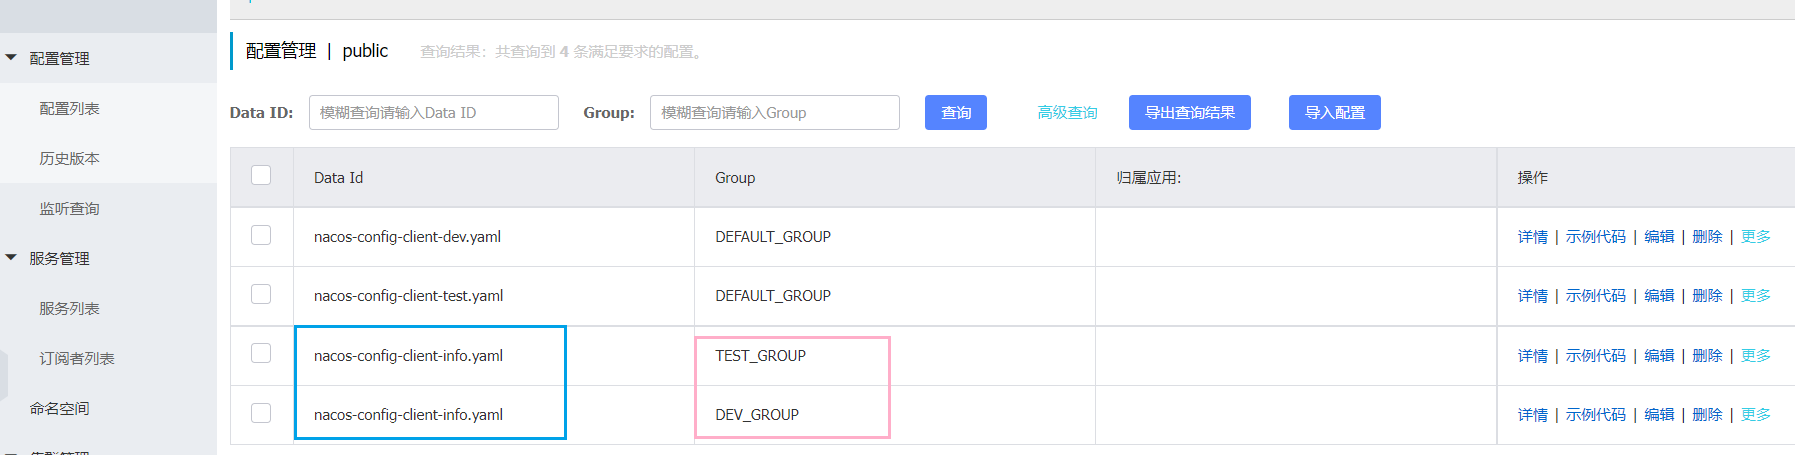 配置管理
配置列表
历史版本
监听查询
服务管理
服务列表
订阅者列表
命名空间
配置管理 | public 查询结果：共查询到 4 条满足要求的配置。
Data ID: 模糊查询请输入Data ID Group: 模糊查询请输入Group 查询 高级查询 导出查询结果 导入配置
Data Id Group 归属应用: 操作
nacos-config-client-dev.yaml DEFAULT_GROUP 详情 | 示例代码 | 编辑 | 删除 | 更多
nacos-config-client-test.yaml DEFAULT_GROUP 详情 | 示例代码 | 编辑 | 删除 | 更多
nacos-config-client-info.yaml TEST_GROUP 详情 | 示例代码 | 编辑 | 删除 | 更多
nacos-config-client-info.yaml DEV_GROUP 详情 | 示例代码 | 编辑 | 删除 | 更多